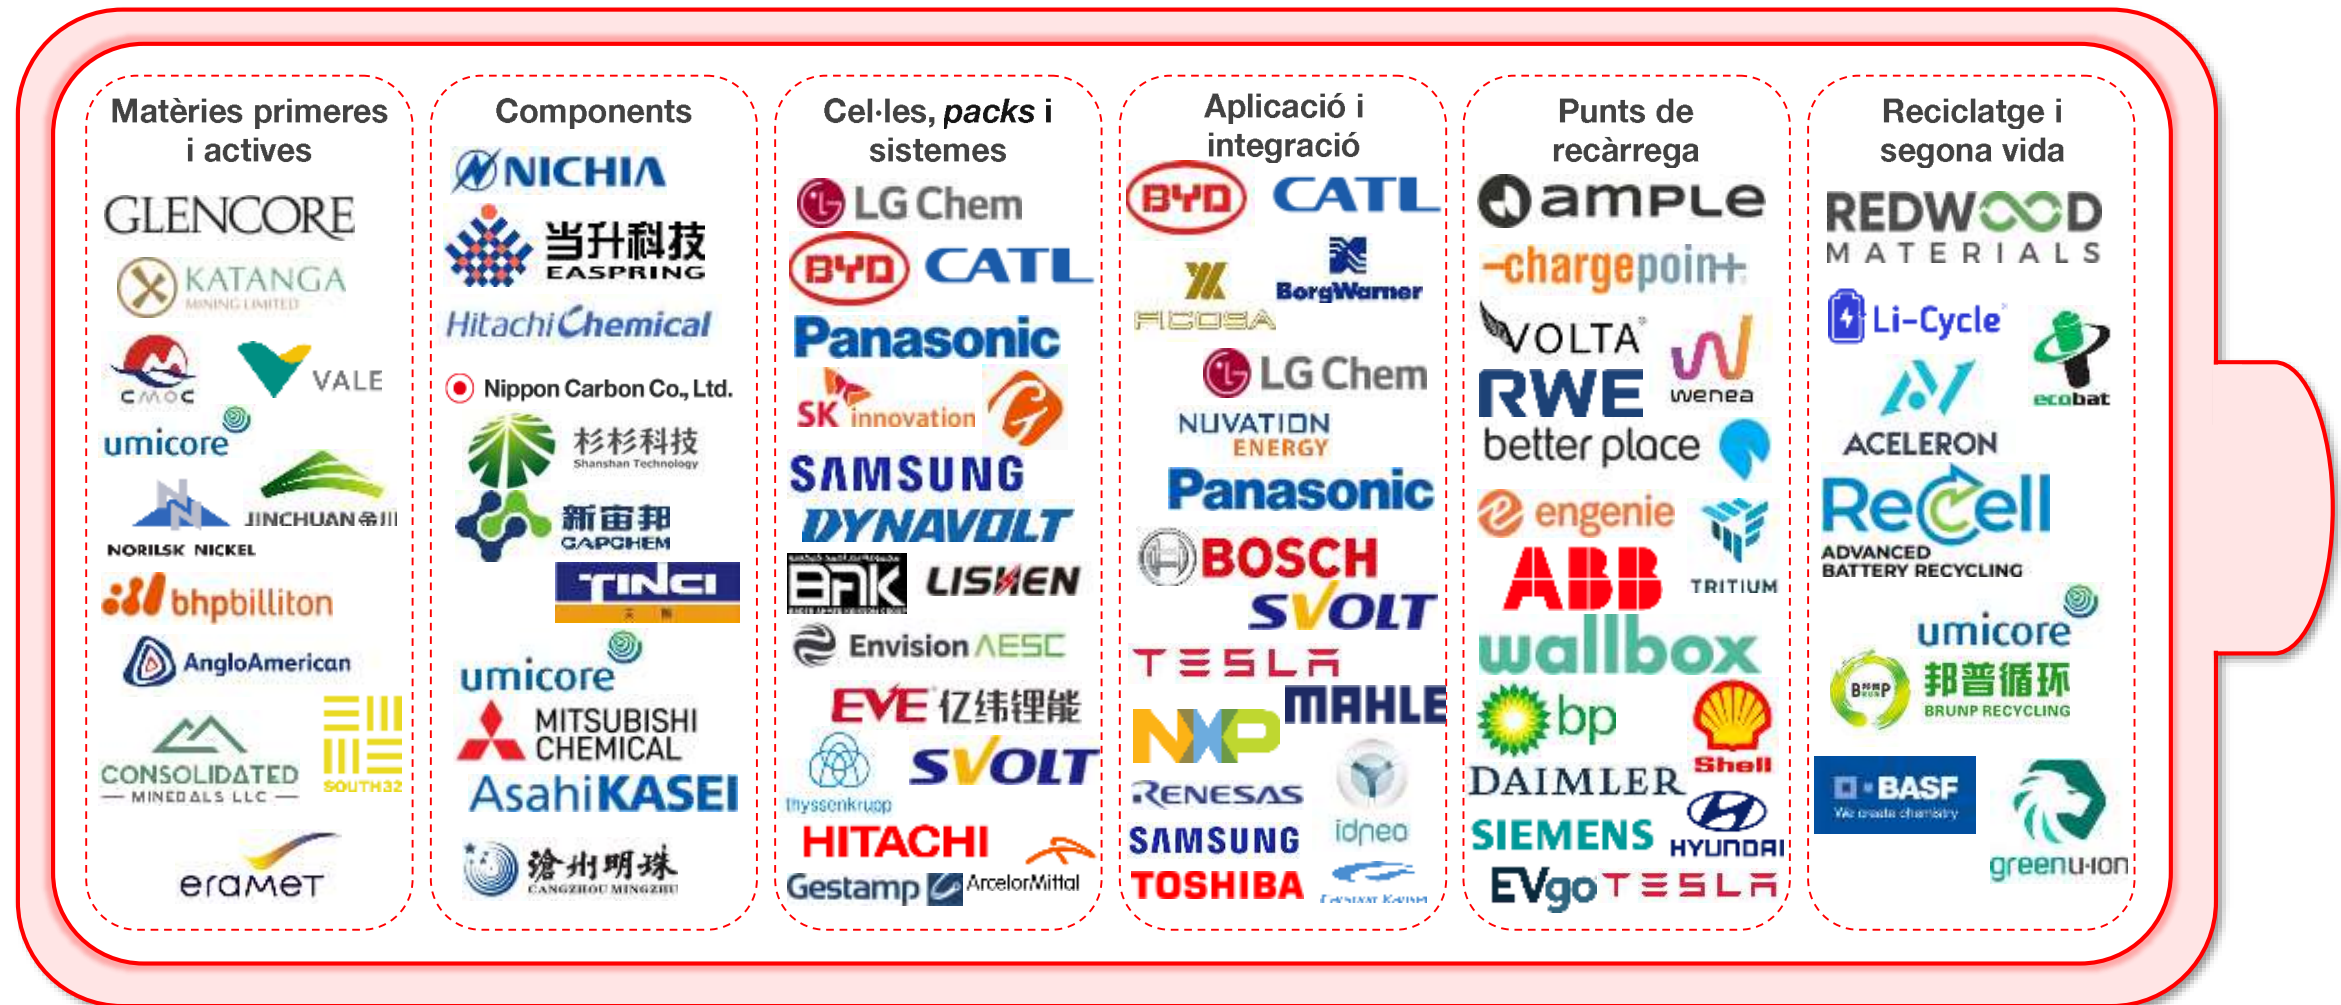 Matèries primeres
i actives
GLENCORE
KATANGA
MINING LIMITED
CMOC
VALE
umicore
NORILSK NICKEL
JINCHUAN 金川
bhpbilliton
AngloAmerican
CONSOLIDATED
MINERALS LLC
SOUTH32
eramet
Components
NICHIA
当升科技
EASPRING
Hitachi Chemical
Nippon Carbon Co., Ltd.
杉杉科技
Shanshan Technology
新宙邦
CAPCHEM
TINCI
umicore
MITSUBISHI
CHEMICAL
AsahiKASEI
滄州明珠
CANGZHOU MINGZHU
Cel·les, packs i
sistemes
LG Chem
BYD CATL
Panasonic
SK innovation
SAMSUNG
DYNAVOLT
BAK LISHEN
Envision AESC
EVE 亿纬锂能
thyssenkrupp
SVOLT
HITACHI
Gestamp
ArcelorMittal
Aplicació i
integració
BYD CATL
FICOSA
BorgWarner
LG Chem
NUVATION
ENERGY
Panasonic
BOSCH
SVOLT
TESLA
MAHLE
NXP
RENESAS
idneo
SAMSUNG
TOSHIBA
Punts de
recàrrega
ample
chargepoint
VOLTA
wenea
RWE
better place
engenie
TRITIUM
ABB
wallbox
bp
Shell
DAIMLER
SIEMENS
HYUNDAI
EVgo TESLA
Reciclatge i
segona vida
REDWOOD
MATERIALS
Li-Cycle
ecobat
ACELERON
ReCell
ADVANCED
BATTERY RECYCLING
umicore
邦普循环
BRUNP RECYCLING
BASF
We create chemistry
green li-ion